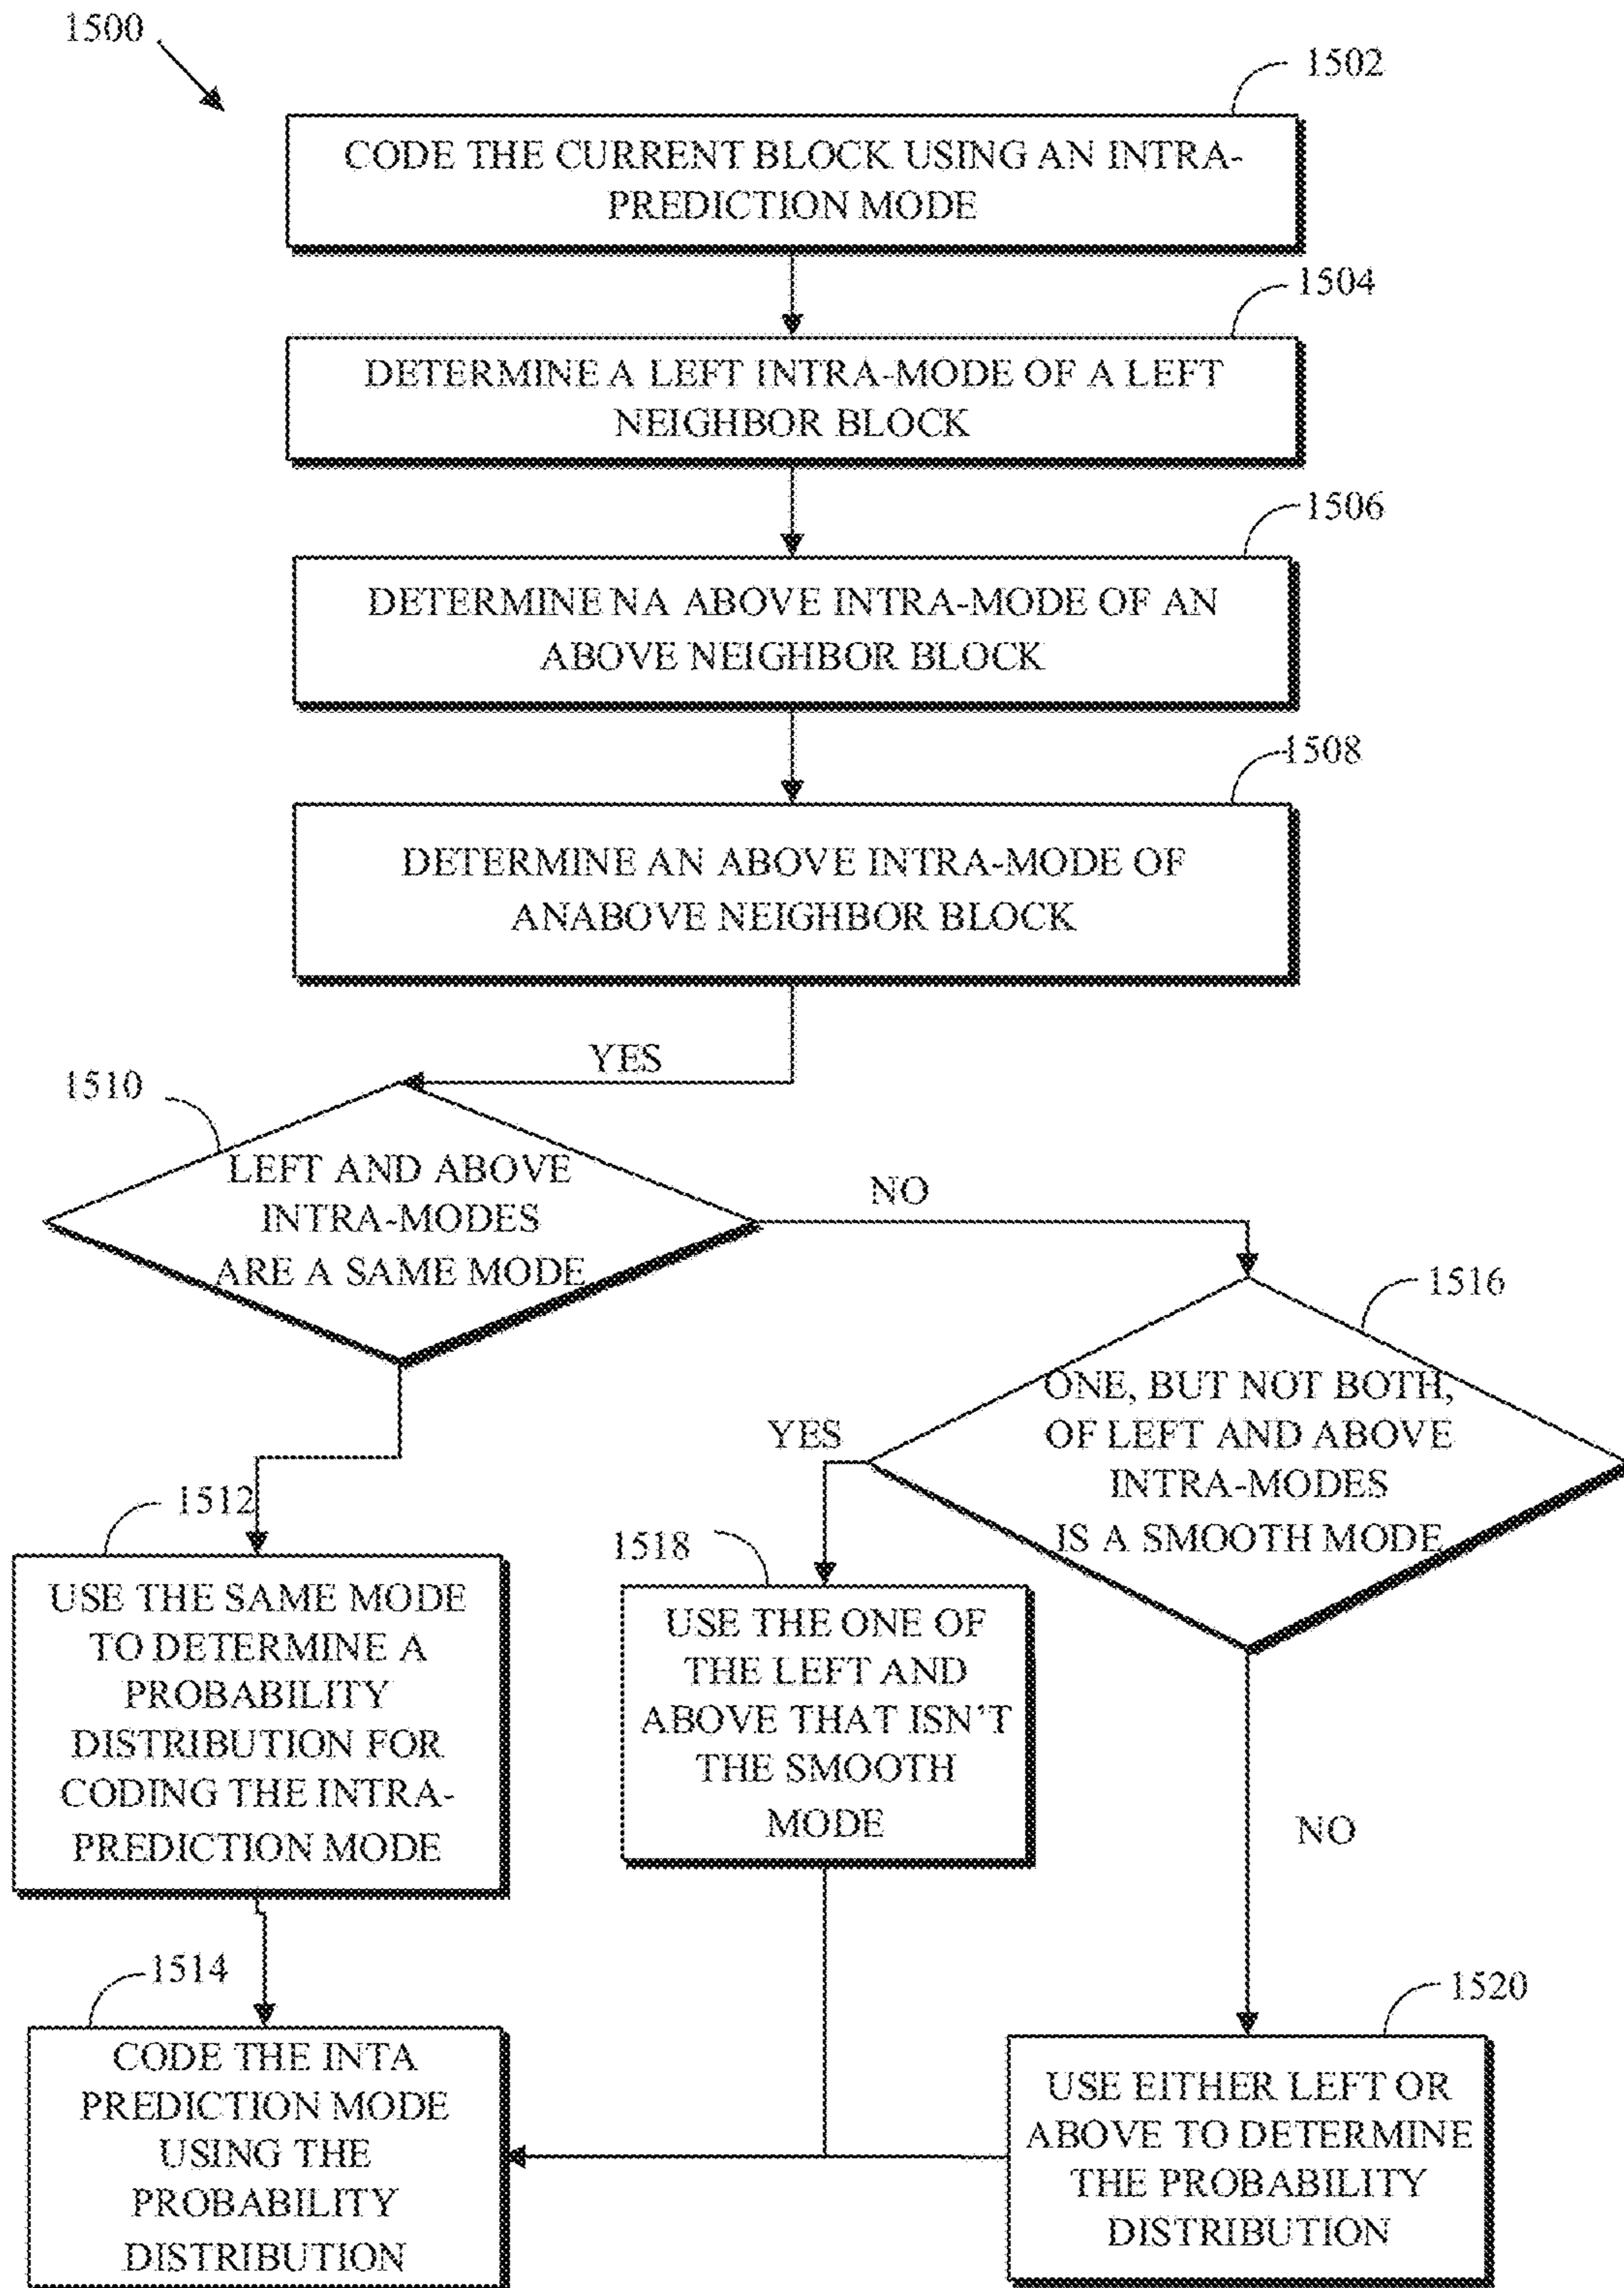 1500
1502
CODE THE CURRENT BLOCK USING AN INTRA-
PREDICTION MODE
1504
DETERMINE A LEFT INTRA-MODE OF A LEFT
NEIGHBOR BLOCK
1506
DETERMINE NA ABOVE INTRA-MODE OF AN
ABOVE NEIGHBOR BLOCK
1508
DETERMINE AN ABOVE INTRA-MODE OF
ANABOVE NEIGHBOR BLOCK
YES
1510
LEFT AND ABOVE
INTRA-MODES
ARE A SAME MODE
NO
1516
ONE, BUT NOT BOTH,
OF LEFT AND ABOVE
INTRA-MODES
IS A SMOOTH MODE
YES
1512
USE THE SAME MODE
TO DETERMINE A
PROBABILITY
DISTRIBUTION FOR
CODING THE INTRA-
PREDICTION MODE
1518
USE THE ONE OF
THE LEFT AND
ABOVE THAT ISN'T
THE SMOOTH
MODE
NO
1514
CODE THE INTA
PREDICTION MODE
USING THE
PROBABILITY
DISTRIBUTION
1520
USE EITHER LEFT OR
ABOVE TO DETERMINE
THE PROBABILITY
DISTRIBUTION